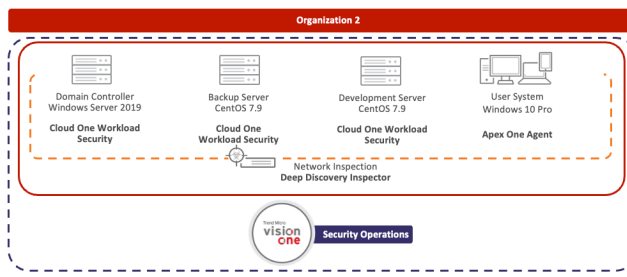 Organization 2
Domain Controller
Windows Server 2019
Cloud One Workload
Security
Backup Server
CentOS 7.9
Cloud One
Workload Security
Development Server
CentOS 7.9
Cloud One Workload
Security
User System
Windows 10 Pro
Apex One Agent
Network Inspection
Deep Discovery Inspector
Trend Micro
vision
one
Security Operations